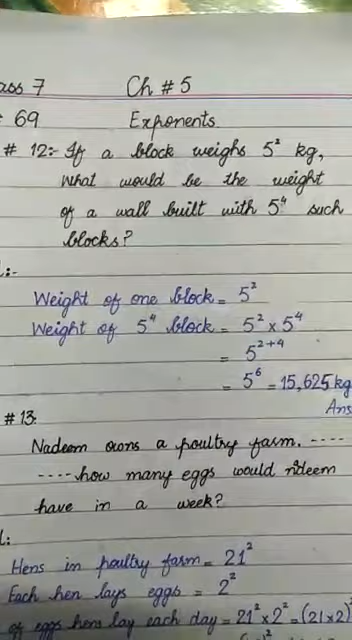 ass 7 Ch # 5
69 Exponents
# 12:- If a block weighs 5² kg,
What would be the weight
of a wall built with 5⁴ such
blocks?
:-
Weight of one block = 5²
Weight of 5⁴ block = 5² x 5⁴
= 5²⁺⁴
= 5⁶ = 15,625 kg
Ans
# 13:
Nadeem owns a poultry farm. ----
----how many eggs would ndeem
have in a week?
:
Hens in poultry farm = 21²
Each hen lays eggs = 2²
of eggs hens lay each day = 21² x 2² = (21 x 2)²